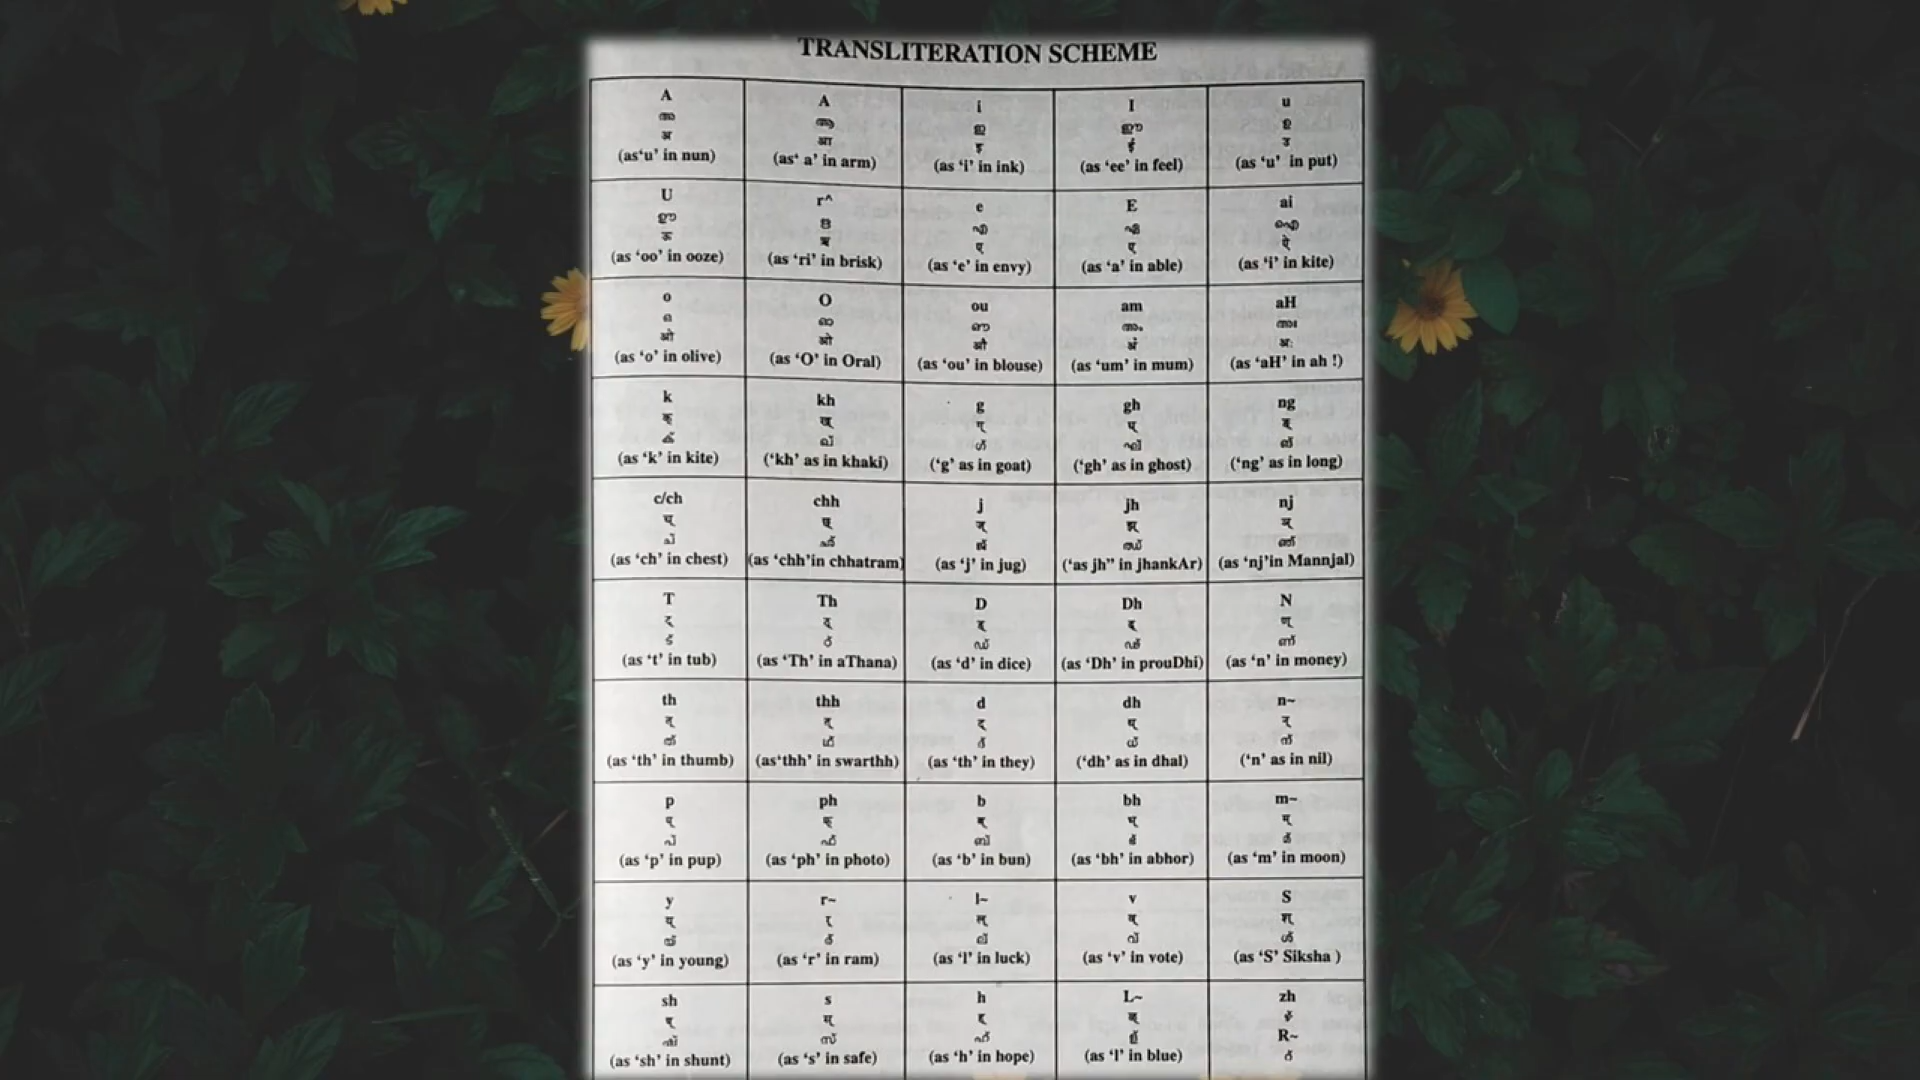 TRANSLITERATION SCHEME
A
അ
अ
(as‘u’ in nun)
A
ആ
आ
(as‘ a’ in arm)
i
ഇ
इ
(as ‘i’ in ink)
I
ഈ
ई
(as ‘ee’ in feel)
u
ഉ
उ
(as ‘u’ in put)
U
ഊ
ऊ
(as ‘oo’ in ooze)
r^
ഋ
ऋ
(as ‘ri’ in brisk)
e
എ
ए
(as ‘e’ in envy)
E
ഏ
ए
(as ‘a’ in able)
ai
ഐ
ऐ
(as ‘i’ in kite)
o
ഒ
ओ
(as ‘o’ in olive)
O
ഓ
ओ
(as ‘O’ in Oral)
ou
ഔ
औ
(as ‘ou’ in blouse)
am
അം
अं
(as ‘um’ in mum)
aH
അഃ
अः
(as ‘aH’ in ah !)
k
क्
ക്
(as ‘k’ in kite)
kh
ख्
ഖ്
(‘kh’ as in khaki)
g
ग्
ഗ്
(‘g’ as in goat)
gh
घ्
ഘ്
(‘gh’ as in ghost)
ng
ङ्
ങ്
(‘ng’ as in long)
c/ch
च्
ച്
(as ‘ch’ in chest)
chh
छ्
ഛ്
(as ‘chh’in chhatram)
j
ज्
ജ്
(as ‘j’ in jug)
jh
झ्
ഝ്
(‘as jh” in jhankAr)
nj
ञ्
ഞ്
(as ‘nj’in Mannjal)
T
ट्
ട്
(as ‘t’ in tub)
Th
ठ्
ഠ്
(as ‘Th’ in aThana)
D
ड्
ഡ്
(as ‘d’ in dice)
Dh
ढ्
ഢ്
(as ‘Dh’ in prouDhi)
N
ण्
ണ്
(as ‘n’ in money)
th
त्
ത്
(as ‘th’ in thumb)
thh
थ्
ഥ്
(as‘thh’ in swarthh)
d
द्
ദ്
(as ‘th’ in they)
dh
ध्
ധ്
(‘dh’ as in dhal)
n~
न्
ന്
(‘n’ as in nil)
p
प्
പ്
(as ‘p’ in pup)
ph
फ्
ഫ്
(as ‘ph’ in photo)
b
ब्
ബ്
(as ‘b’ in bun)
bh
भ्
ഭ്
(as ‘bh’ in abhor)
m~
म्
മ്
(as ‘m’ in moon)
y
य्
യ്
(as ‘y’ in young)
r~
र्
ര്
(as ‘r’ in ram)
l~
ल्
ല്
(as ‘l’ in luck)
v
व्
വ്
(as ‘v’ in vote)
S
श्
ശ്
(as ‘S’ Siksha )
sh
ष्
ഷ്
(as ‘sh’ in shunt)
s
स्
സ്
(as ‘s’ in safe)
h
ह्
ഹ്
(as ‘h’ in hope)
L~
ळ्
ള്
(as ‘l’ in blue)
zh
ഴ്
R~
റ്